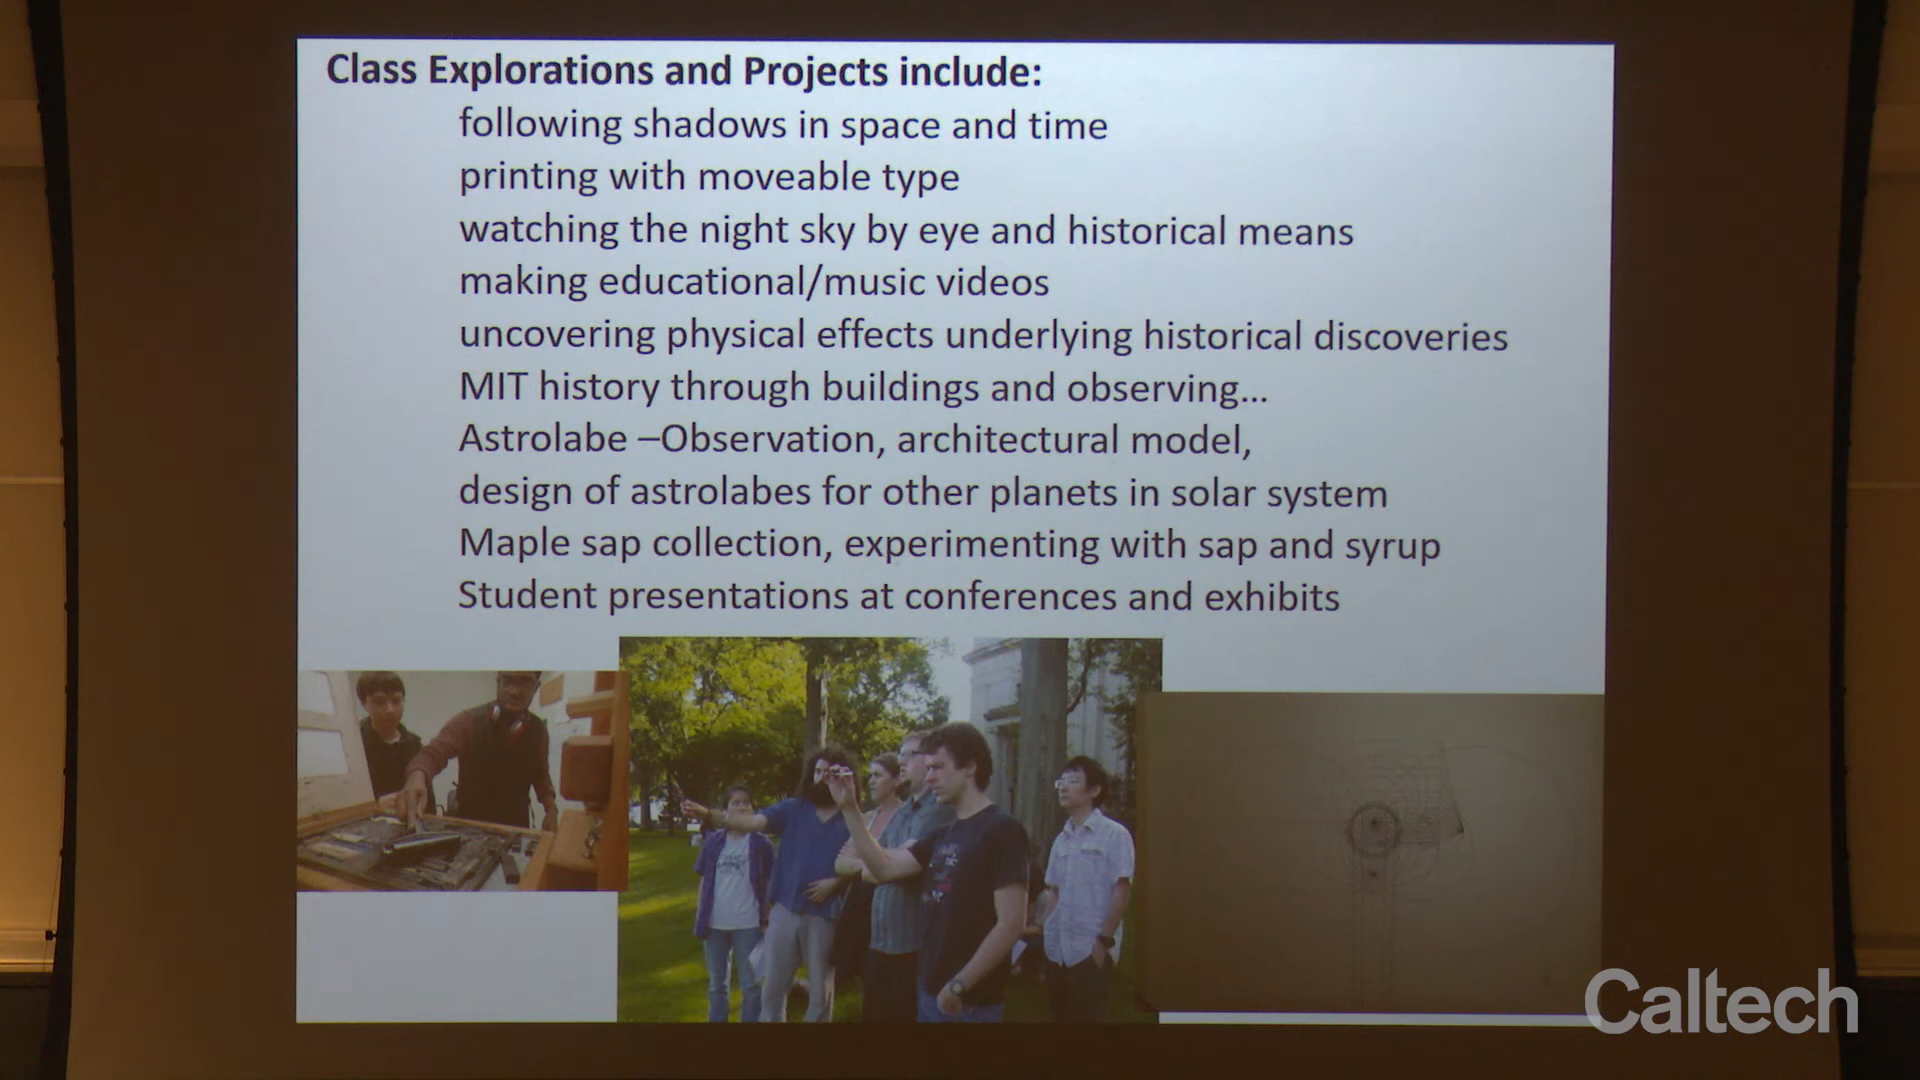 Class Explorations and Projects include:
following shadows in space and time
printing with moveable type
watching the night sky by eye and historical means
making educational/music videos
uncovering physical effects underlying historical discoveries
MIT history through buildings and observing...
Astrolabe –Observation, architectural model,
design of astrolabes for other planets in solar system
Maple sap collection, experimenting with sap and syrup
Student presentations at conferences and exhibits
Caltech